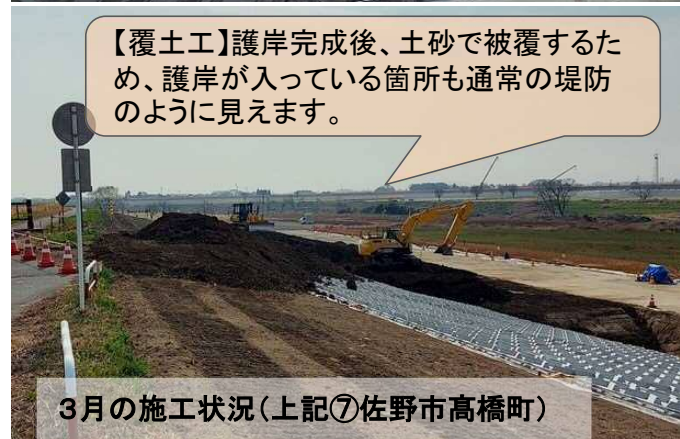 【覆土工】護岸完成後、土砂で被覆するた
め、護岸が入っている箇所も通常の堤防
のように見えます。
3月の施工状況(上記⑦佐野市髙橋町)